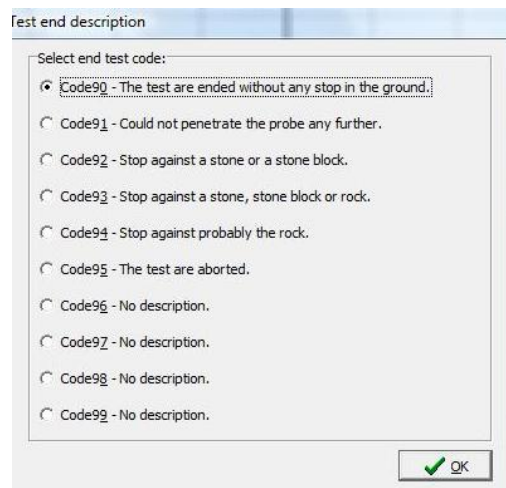 Test end description
Select end test code:
Code90 - The test are ended without any stop in the ground.
Code91 - Could not penetrate the probe any further.
Code92 - Stop against a stone or a stone block.
Code93 - Stop against a stone, stone block or rock.
Code94 - Stop against probably the rock.
Code95 - The test are aborted.
Code96 - No description.
Code97 - No description.
Code98 - No description.
Code99 - No description.
OK